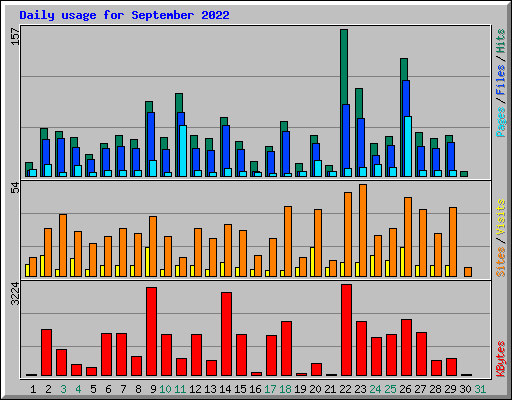 Daily usage for September 2022
157
Pages / Files / Hits
54
Sites / Visits
3224
KBytes
1 2 3 4 5 6 7 8 9 10 11 12 13 14 15 16 17 18 19 20 21 22 23 24 25 26 27 28 29 30 31